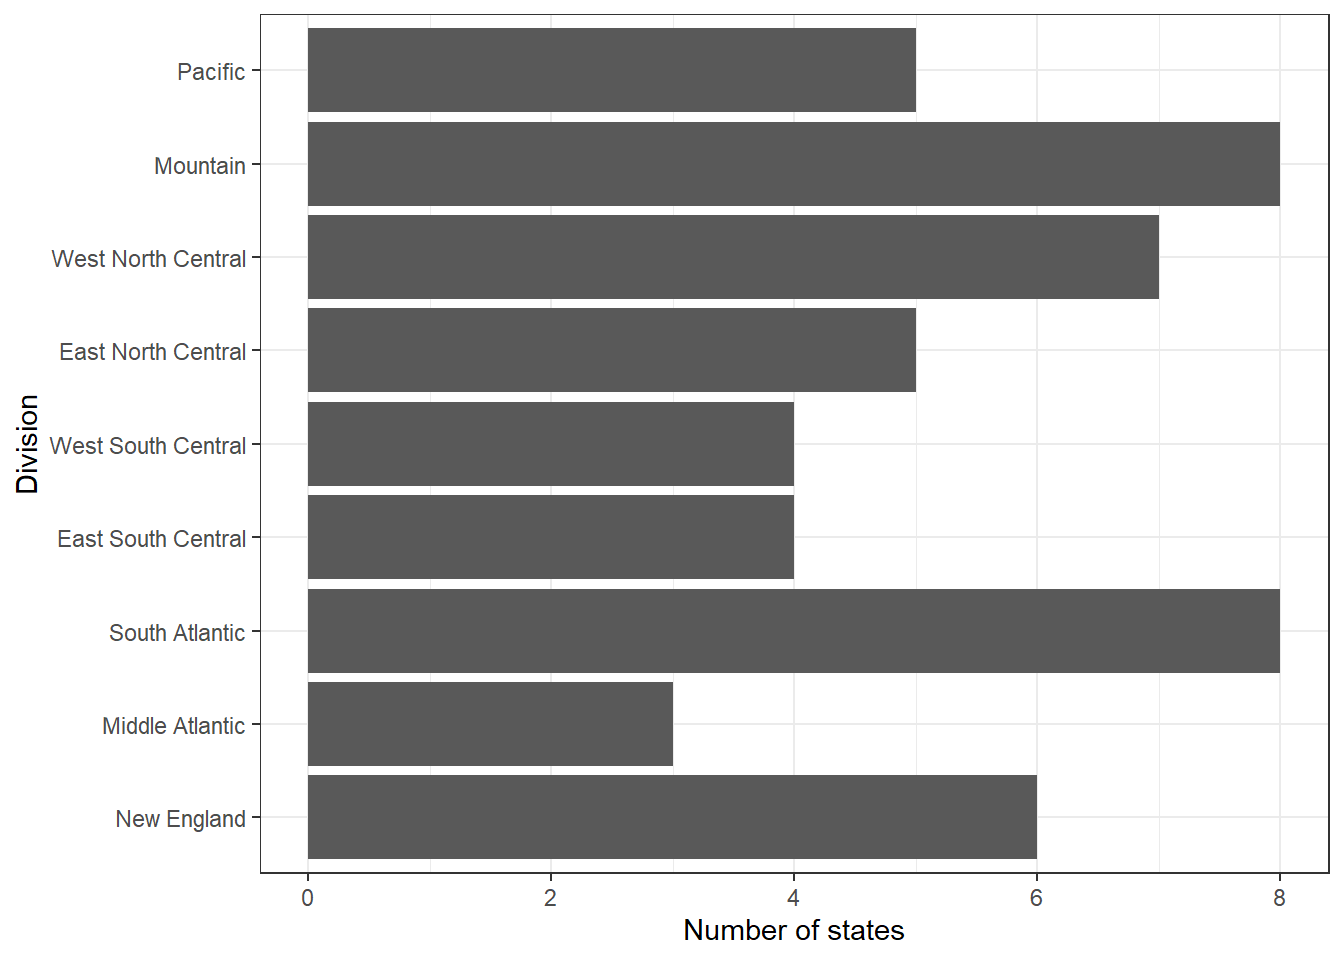 Pacific
Mountain
West North Central
East North Central
West South Central
East South Central
South Atlantic
Middle Atlantic
New England
Division
0 2 4 6 8
Number of states